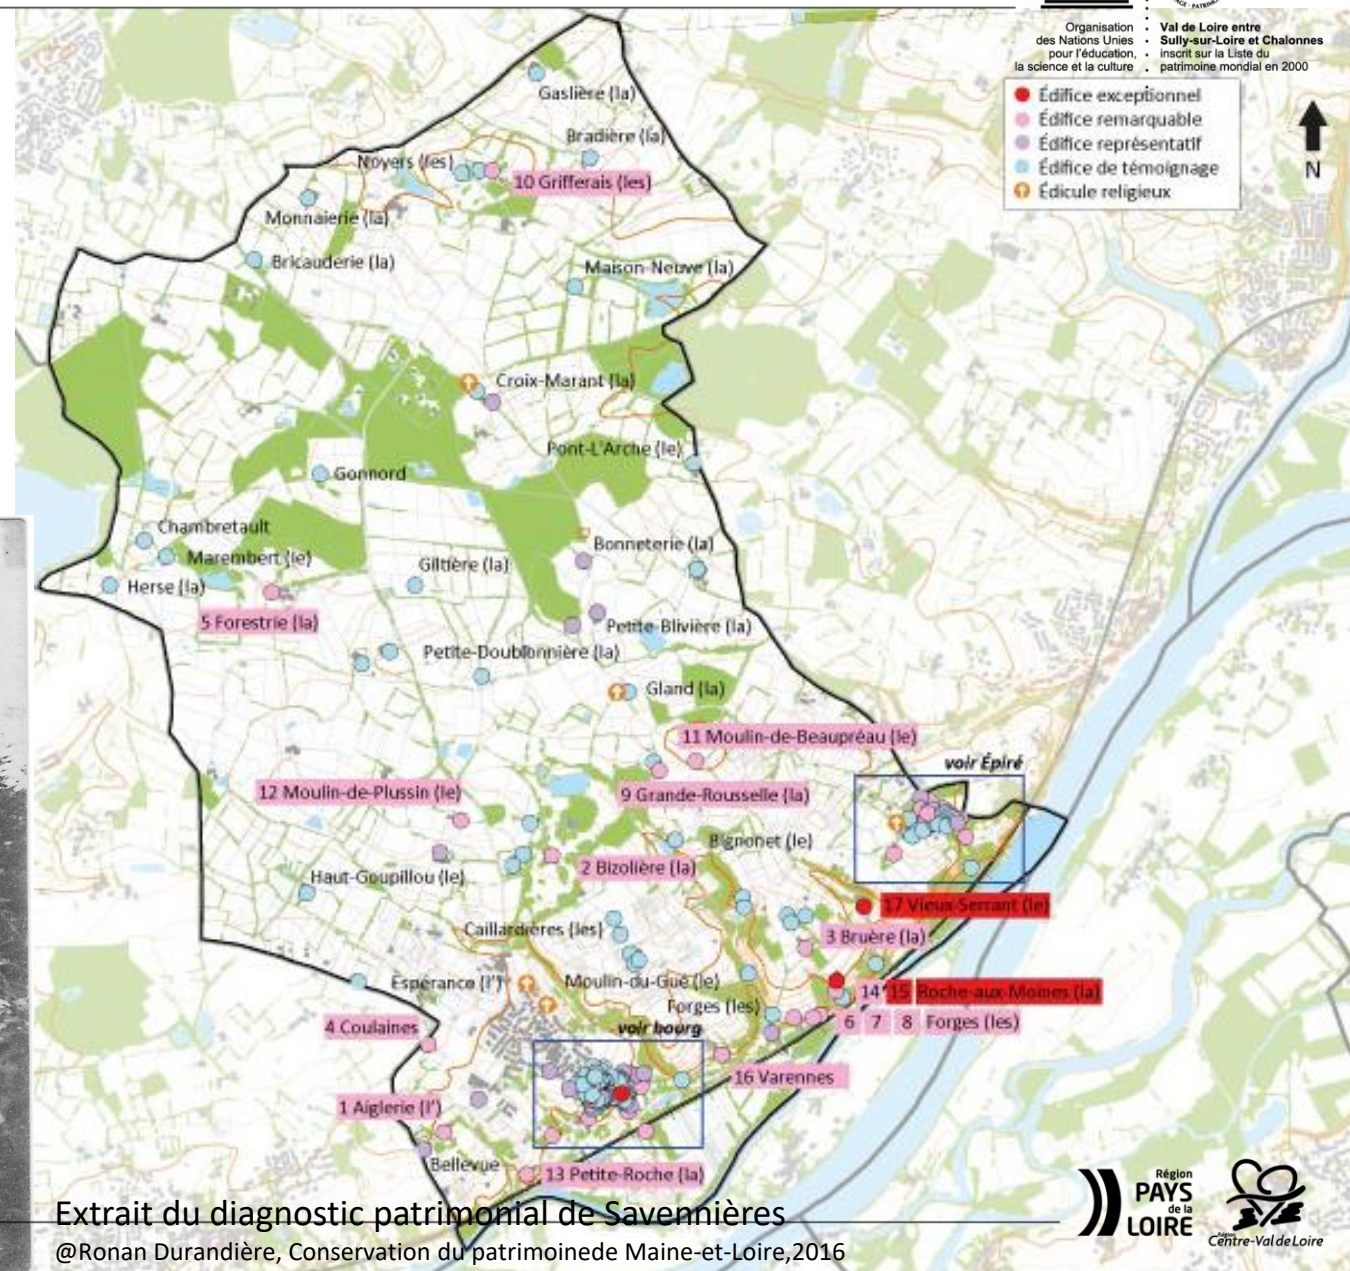 Organisation
des Nations Unies
pour l'éducation,
la science et la culture
Val de Loire entre
Sully-sur-Loire et Chalonnes
inscrit sur la Liste du
patrimoine mondial en 2000
Édifice exceptionnel
Édifice remarquable
Édifice représentatif
Édifice de témoignage
Édicule religieux
N
Gaslière (la)
Bradière (la)
Noyers (les)
10 Grifferais (les)
Monnaierie (la)
Bricauderie (la)
Maison-Neuve (la)
Croix-Marant (la)
Pont-L'Arche (le)
Gonnord
Chambretault
Marembert (le)
Bonneterie (la)
Giltière (la)
Herse (la)
5 Forestrie (la)
Petite-Blivière (la)
Petite-Doublonnière (la)
Gland (la)
11 Moulin-de-Beaupréau (le)
voir Épiré
12 Moulin-de-Plussin (le)
9 Grande-Rousselle (la)
Bignonet (le)
2 Bizolière (la)
Haut-Goupillou (le)
17 Vieux-Serrant (le)
Caillardières (les)
3 Bruère (la)
Espérance (l')
Moulin-du-Gué (le)
14 15 Roche-aux-Moines (la)
Forges (les)
6 7 8 Forges (les)
4 Coulaines
voir bourg
16 Varennes
1 Aiglerie (l')
Bellevue
13 Petite-Roche (la)
Extrait du diagnostic patrimonial de Savennières
@Ronan Durandière, Conservation du patrimoinede Maine-et-Loire,2016
Région
PAYS
de la
LOIRE
Région
Centre-Val de Loire